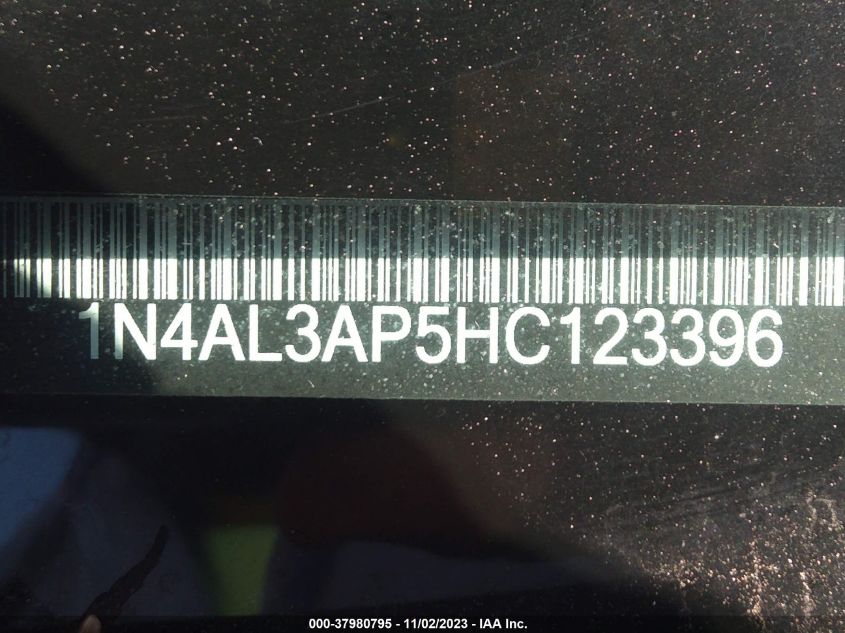 1N4AL3AP5HC123396
000-37980795 - 11/02/2023 - IAA Inc.